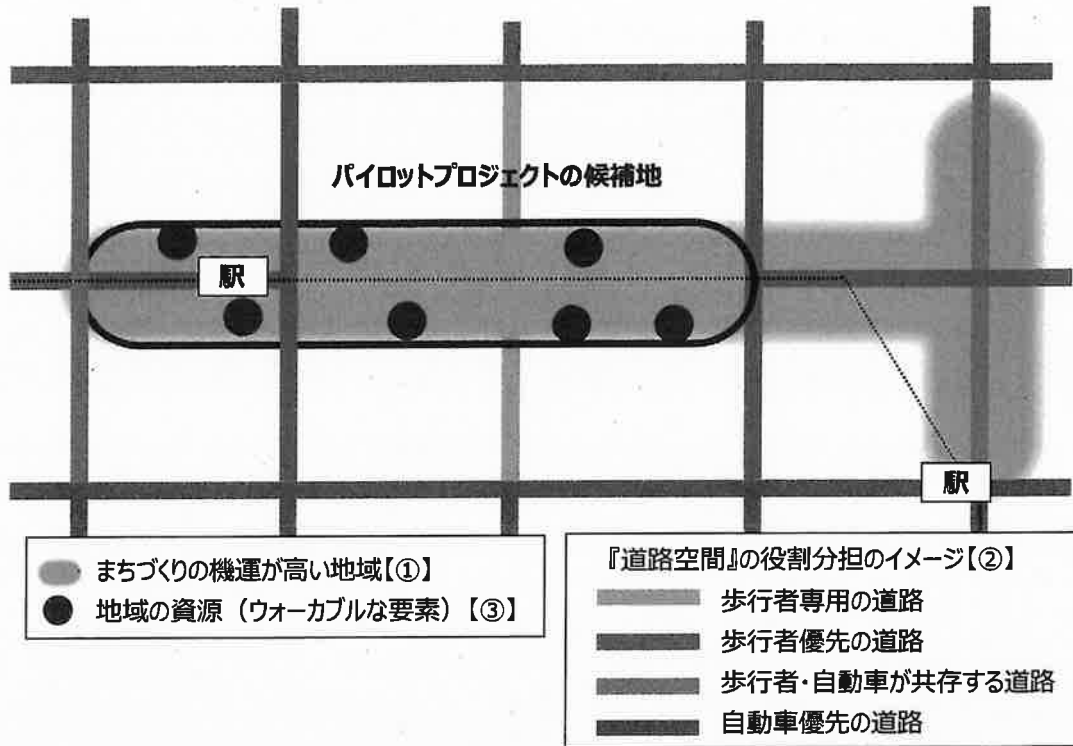 パイロットプロジェクトの候補地
駅
駅
まちづくりの機運が高い地域【①】
地域の資源（ウォーカブルな要素）【③】
『道路空間』の役割分担のイメージ【②】
歩行者専用の道路
歩行者優先の道路
歩行者・自動車が共存する道路
自動車優先の道路